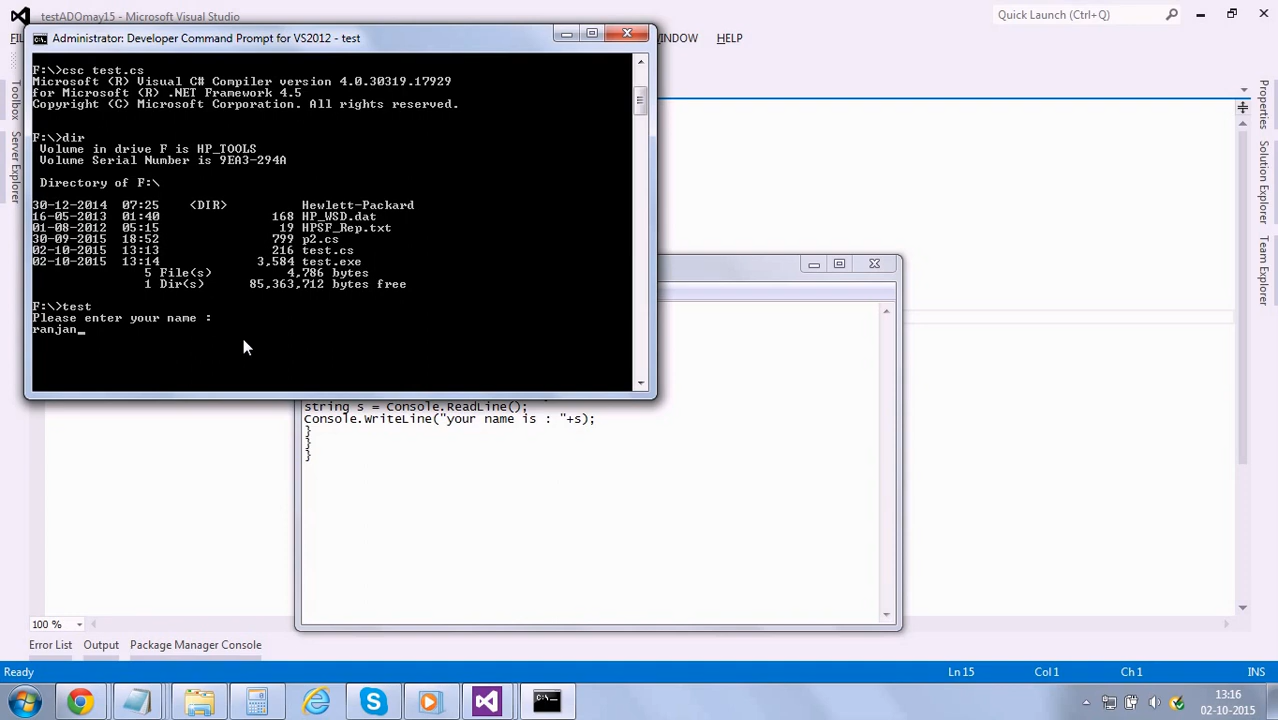 testADOmay15 - Microsoft Visual Studio
Quick Launch (Ctrl+Q)
Administrator: Developer Command Prompt for VS2012 - test
WINDOW
HELP
F:\>csc test.cs
Microsoft (R) Visual C# Compiler version 4.0.30319.17929
for Microsoft (R) .NET Framework 4.5
Copyright (C) Microsoft Corporation. All rights reserved.
F:\>dir
Volume in drive F is HP_TOOLS
Volume Serial Number is 9EA3-294A
Directory of F:\
30-12-2014 07:25 <DIR> Hewlett-Packard
16-05-2013 01:40 168 HP_WSD.dat
01-08-2012 05:15 19 HPSF_Rep.txt
30-09-2015 18:52 799 p2.cs
02-10-2015 13:13 216 test.cs
02-10-2015 13:14 3,584 test.exe
5 File(s) 4,786 bytes
1 Dir(s) 85,363,712 bytes free
F:\>test
Please enter your name :
ranjan_
string s = Console.ReadLine();
Console.WriteLine("your name is : "+s);
}
}
}
Toolbox
Server Explorer
Properties
Solution Explorer
Team Explorer
100 %
Error List
Output
Package Manager Console
Ready
Ln 15
Col 1
Ch 1
INS
13:16
02-10-2015